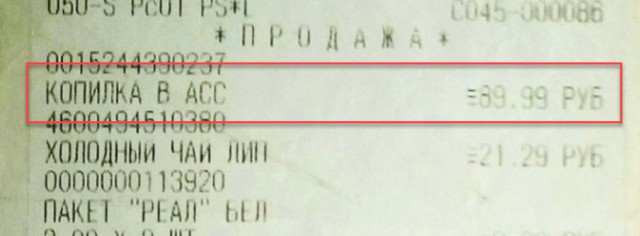 050-S PC01 PS*L C045-000086
* П Р О Д А Ж А *
0015244390237
КОПИЛКА В АСС =89.99 РУБ
4600494510380
ХОЛОДНЫЙ ЧАЙ ЛИП =21.29 РУБ
0000000113920
ПАКЕТ "РЕАЛ" БЕЛ